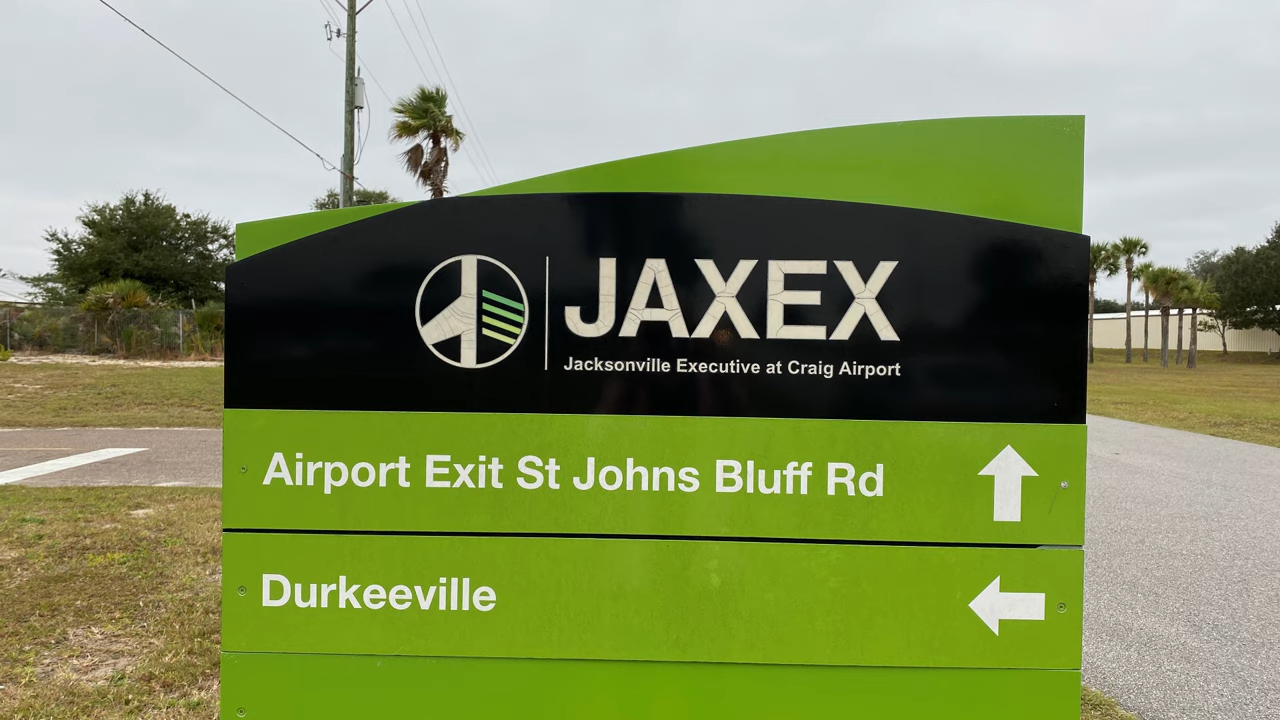 JAXEX
Jacksonville Executive at Craig Airport
Airport Exit St Johns Bluff Rd
Durkeeville